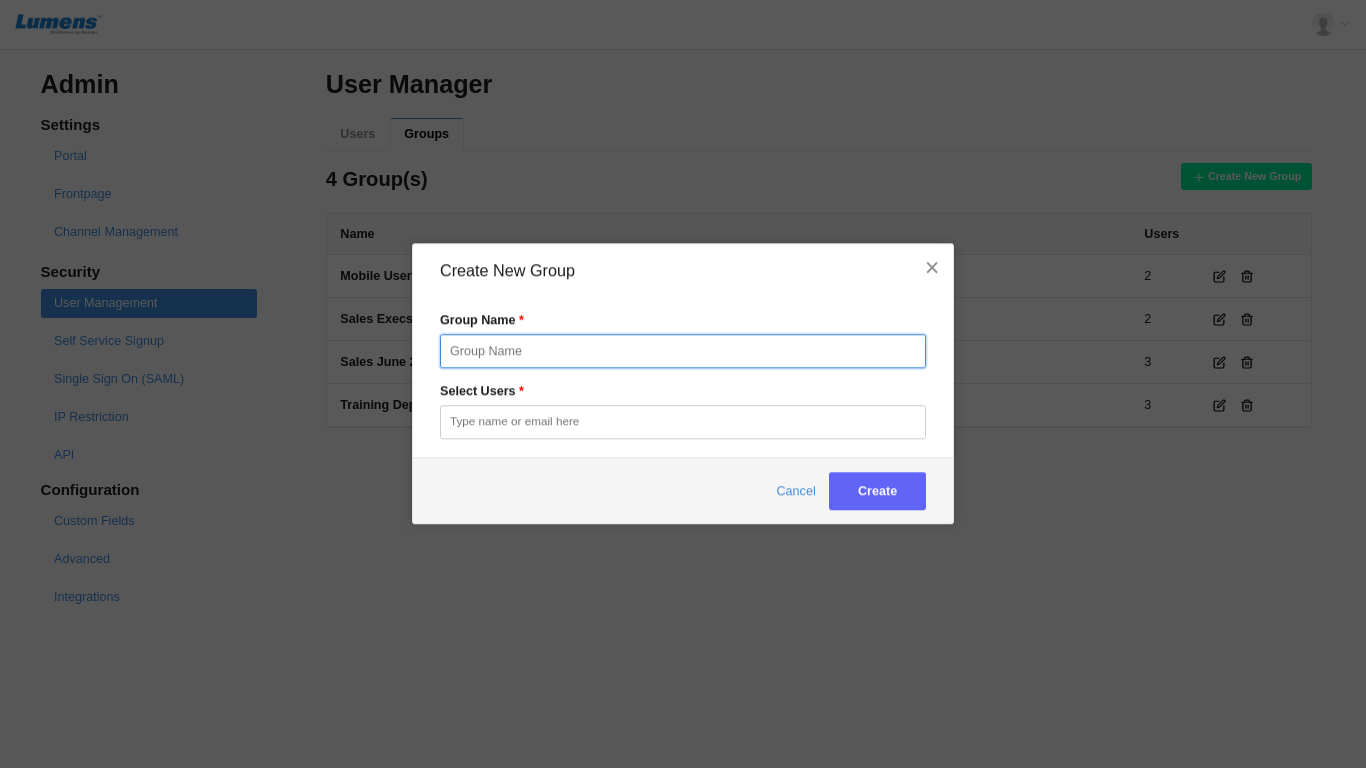 Lumens
Admin
User Manager
Settings
Users
Groups
Portal
4 Group(s)
Create New Group
Frontpage
Channel Management
Name
Users
Security
Mobile User
2
User Management
Sales Execs
2
Self Service Signup
Sales June
3
Single Sign On (SAML)
Training Dep
3
IP Restriction
API
Configuration
Custom Fields
Advanced
Integrations
Create New Group
×
Group Name *
Group Name
Select Users *
Type name or email here
Cancel
Create